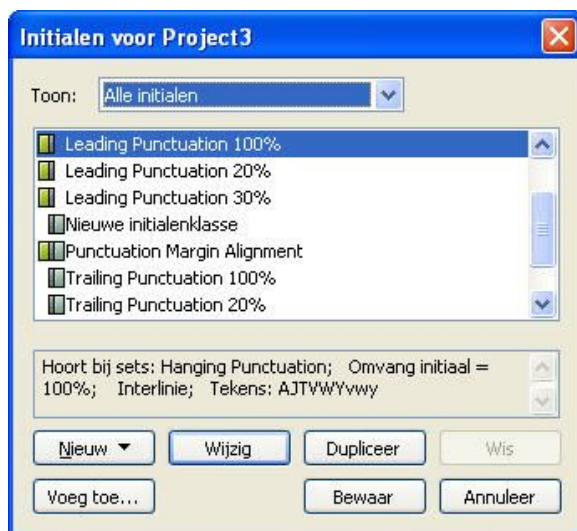 Initialen voor Project3
Toon: Alle initialen
Leading Punctuation 100%
Leading Punctuation 20%
Leading Punctuation 30%
Nieuwe initialenklasse
Punctuation Margin Alignment
Trailing Punctuation 100%
Trailing Punctuation 20%
Hoort bij sets: Hanging Punctuation; Omvang initiaal =
100%; Interlinie; Tekens: AJTVWYvwy
Nieuw Wijzig Dupliceer Wis
Voeg toe... Bewaar Annuleer